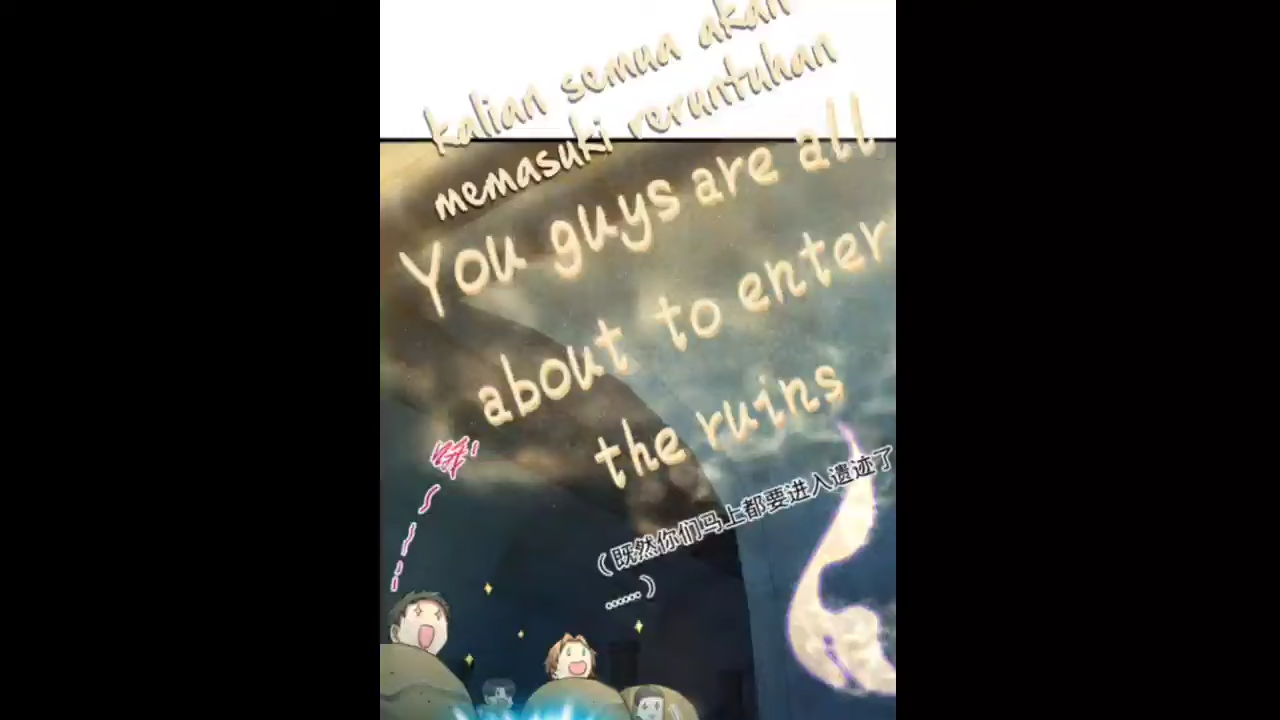 kalian semua akan
memasuki reruntuhan
You guys are all
about to enter
the ruins
(既然你们马上都要进入遗迹了
......)